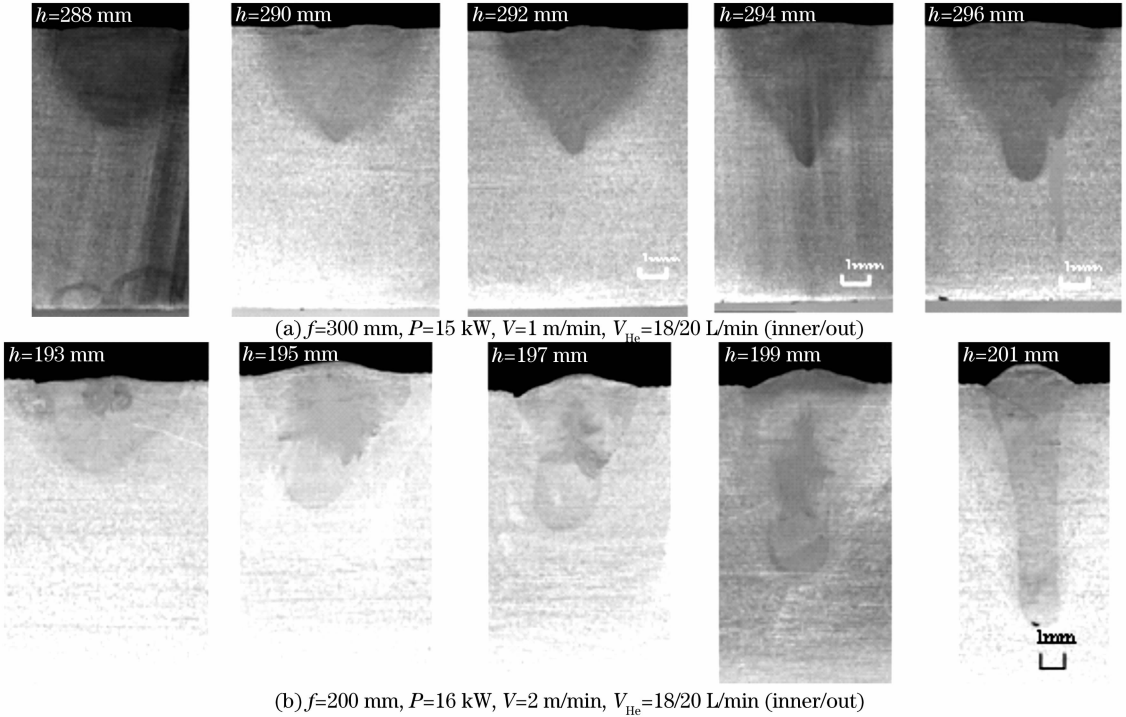 h=288 mm h=290 mm h=292 mm h=294 mm h=296 mm
1mm 1mm 1mm
(a) f=300 mm, P=15 kW, V=1 m/min, V_He=18/20 L/min (inner/out)
h=193 mm h=195 mm h=197 mm h=199 mm h=201 mm
1mm
(b) f=200 mm, P=16 kW, V=2 m/min, V_He=18/20 L/min (inner/out)